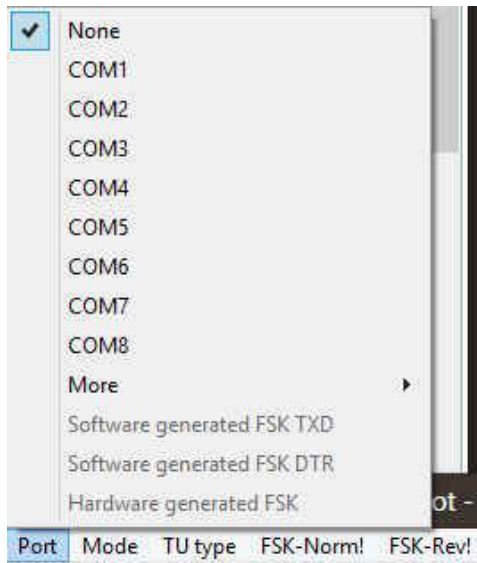 None
COM1
COM2
COM3
COM4
COM5
COM6
COM7
COM8
More
Software generated FSK TXD
Software generated FSK DTR
Hardware generated FSK
ot -
Port Mode TU type FSK-Norm! FSK-Rev!